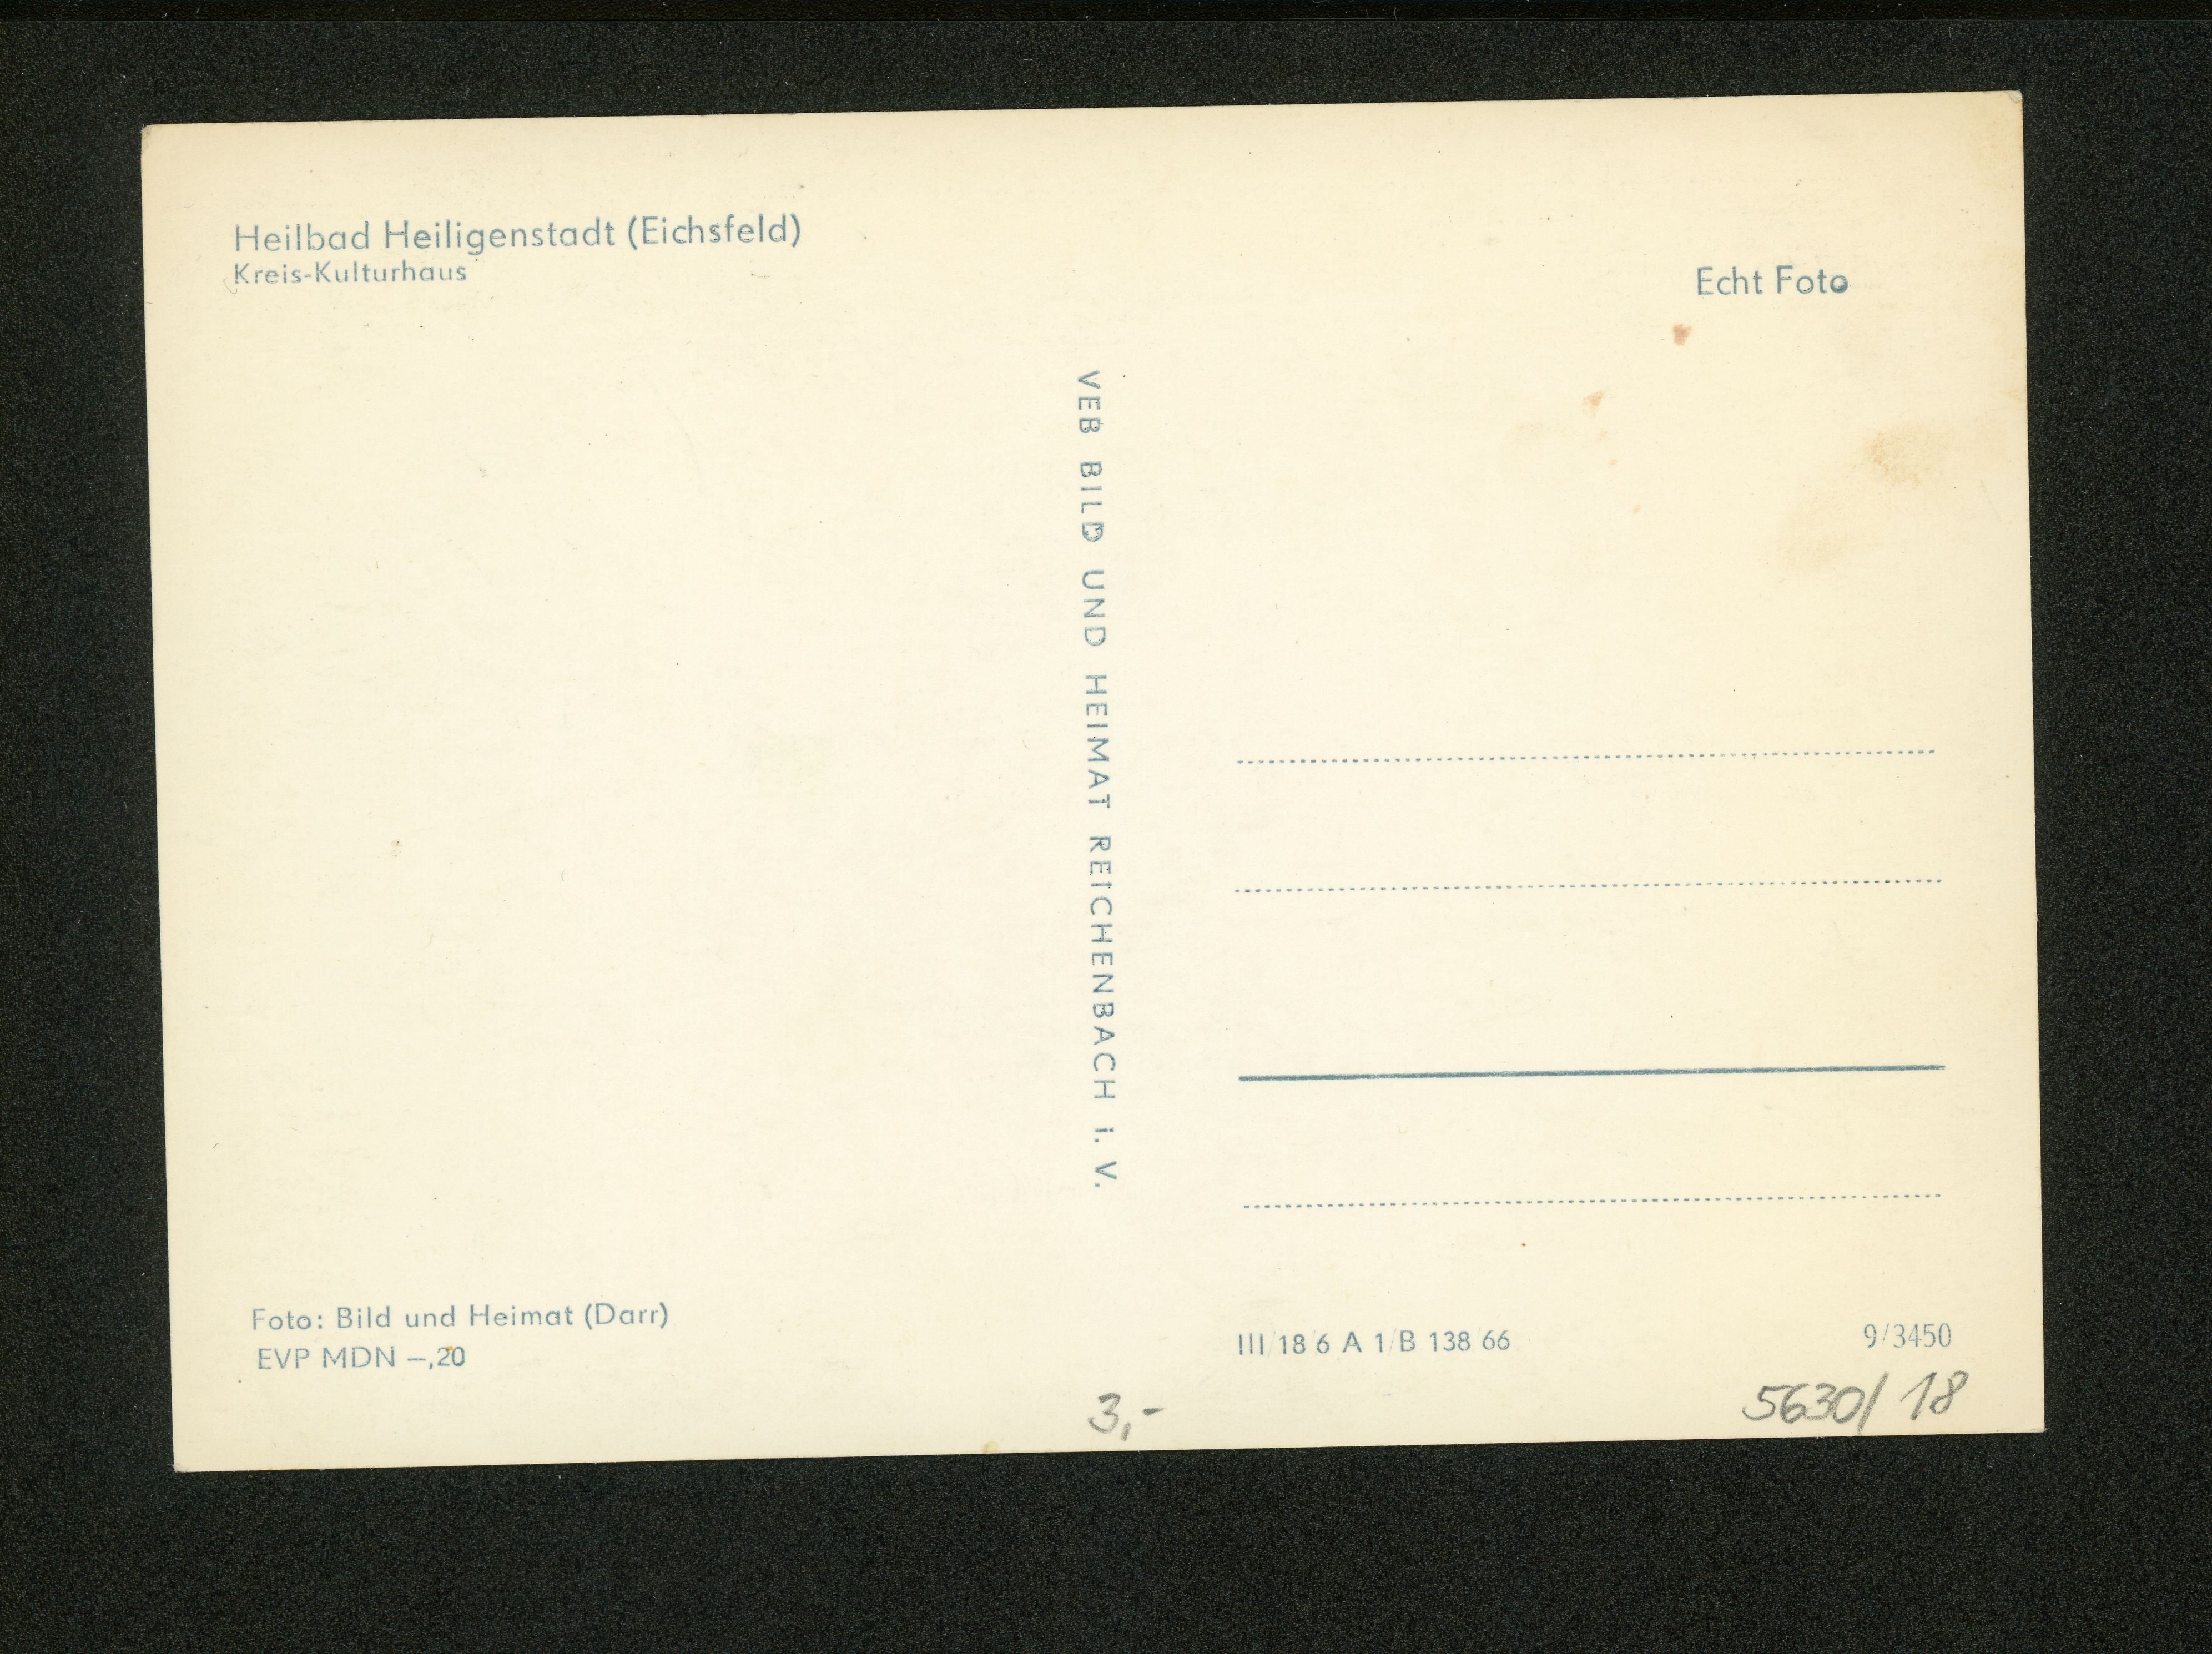 Heilbad Heiligenstadt (Eichsfeld)
Kreis-Kulturhaus
Echt Foto
VEB BILD UND HEIMAT REICHENBACH i. V.
Foto: Bild und Heimat (Darr)
EVP MDN –,20
III/18/6 A 1/B 138/66
9/3450
3,-
5630/18